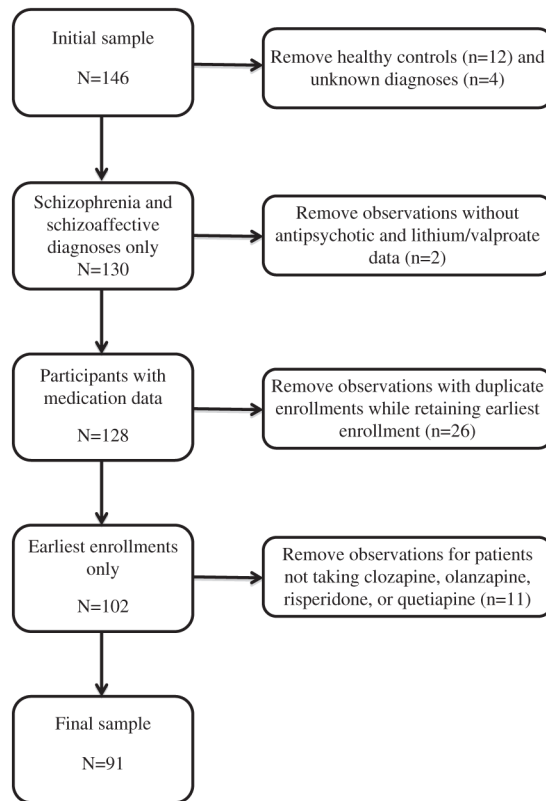 Initial sample
N=146
Remove healthy controls (n=12) and
unknown diagnoses
(n=4)
Schizophrenia and
schizoaffective
diagnoses only
N=130
Remove observations without
antipsychotic and lithium/valproate
data (n=2)
Participants with
medication data
N=128
Remove observations with duplicate
enrollments while retaining earliest
enrollment (n=26)
Earliest enrollments
only
N=102
Remove observations for patients
not taking clozapine, olanzapine,
risperidone, or quetiapine (n=11)
Final sample
N=91